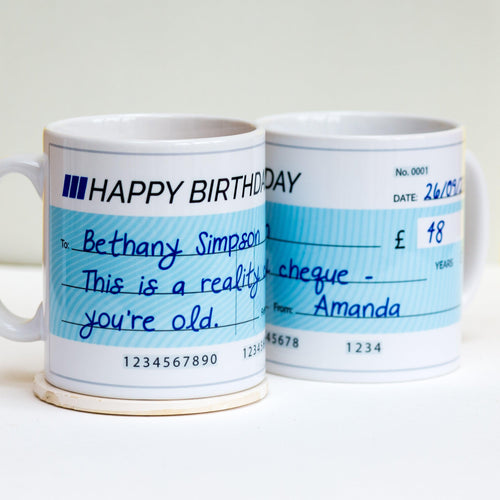 HAPPY BIRTHDAY
No. 0001
DATE: 26/09/
To: Bethany Simpson
£ 48
YEARS
This is a reality cheque -
you're old.
From: Amanda
1234567890
12345678
1234